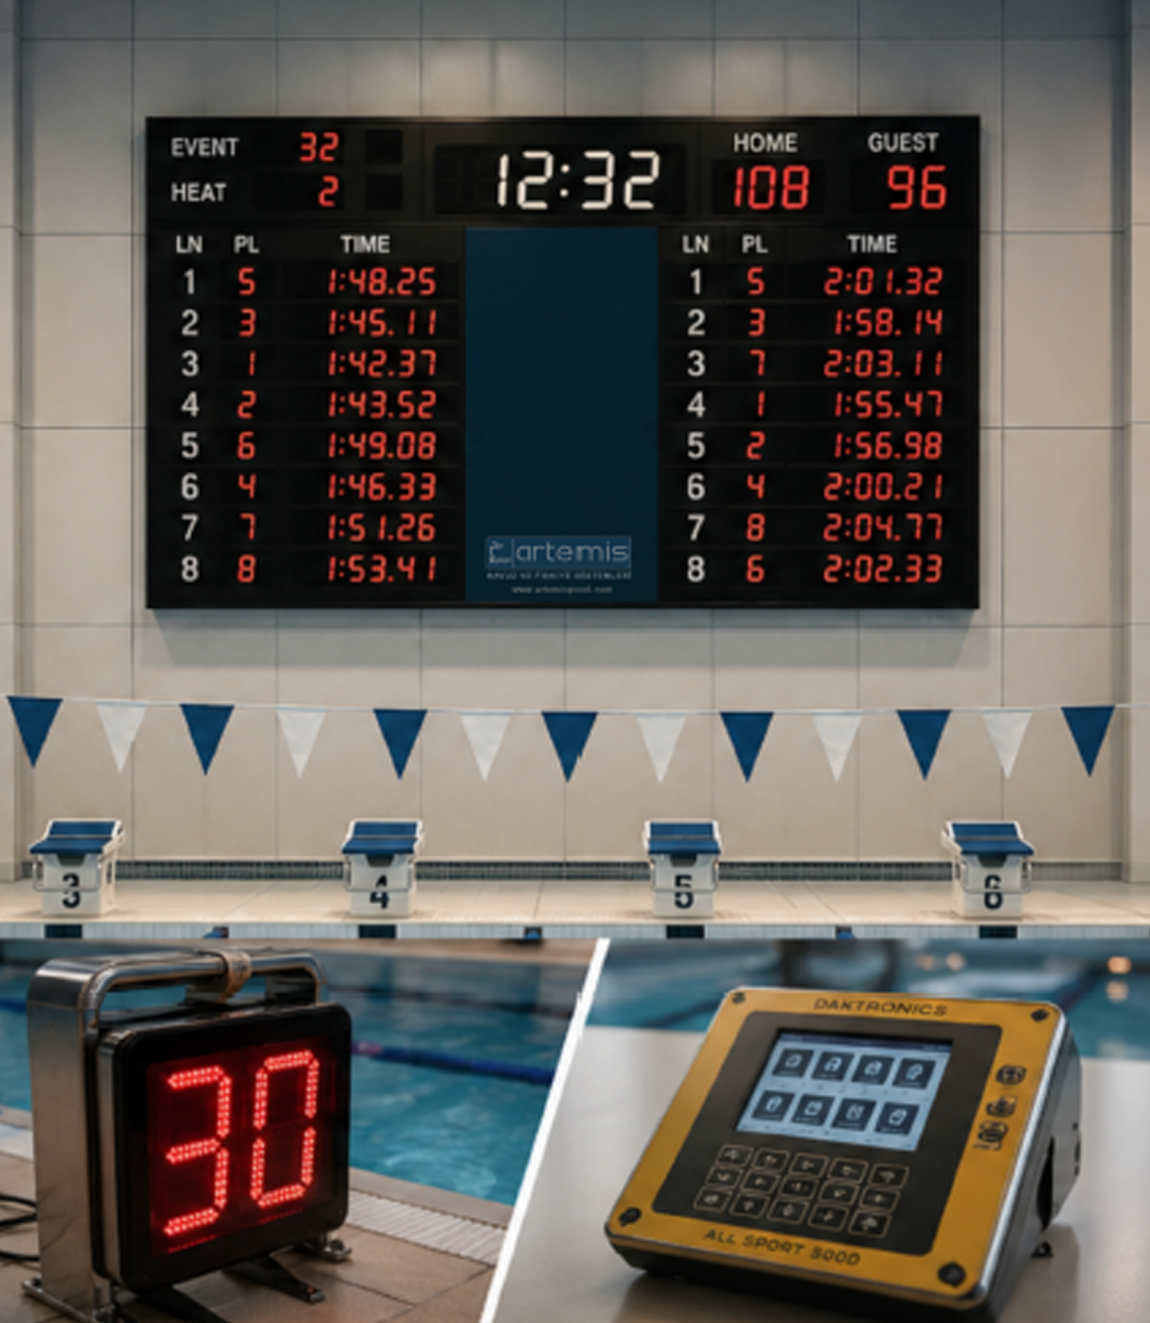 EVENT 32
HEAT 2
12:32
HOME GUEST
108 96
LN PL TIME
1 5 1:48.25
2 3 1:45.11
3 1 1:42.37
4 2 1:43.52
5 6 1:49.08
6 4 1:46.33
7 7 1:51.26
8 8 1:53.41
artemis
www.artemispool.com
LN PL TIME
1 5 2:01.32
2 3 1:58.14
3 7 2:03.11
4 1 1:55.47
5 2 1:56.98
6 4 2:00.21
7 8 2:04.77
8 6 2:02.33
3 4 5 6
30
DAKTRONICS
ALL SPORT 5000